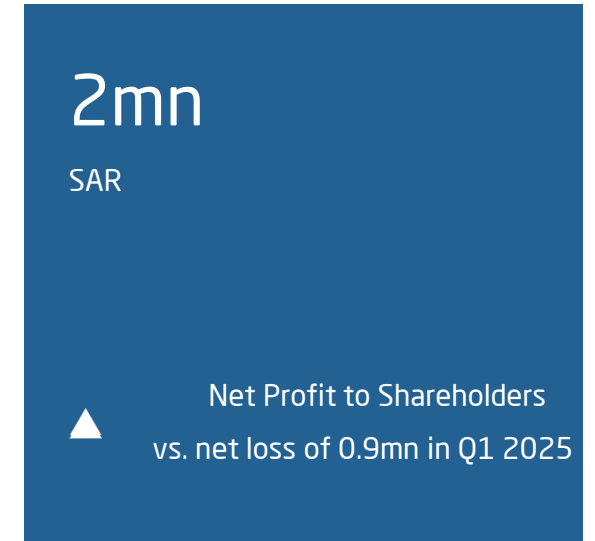 2mn
SAR
Net Profit to Shareholders
vs. net loss of 0.9mn in Q1 2025